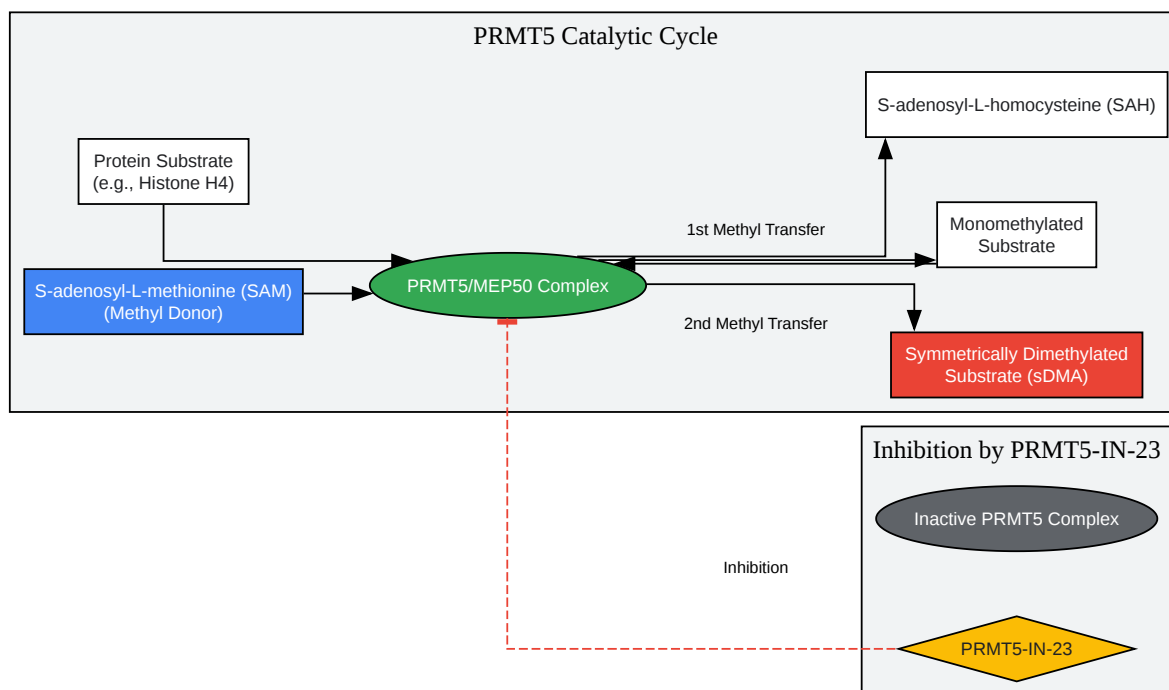 PRMT5 Catalytic Cycle
S-adenosyl-L-homocysteine (SAH)
Protein Substrate
(e.g., Histone H4)
1st Methyl Transfer
Monomethylated
Substrate
S-adenosyl-L-methionine (SAM)
(Methyl Donor)
PRMT5/MEP50 Complex
2nd Methyl Transfer
Symmetrically Dimethylated
Substrate (sDMA)
Inhibition by PRMT5-IN-23
Inactive PRMT5 Complex
Inhibition
PRMT5-IN-23